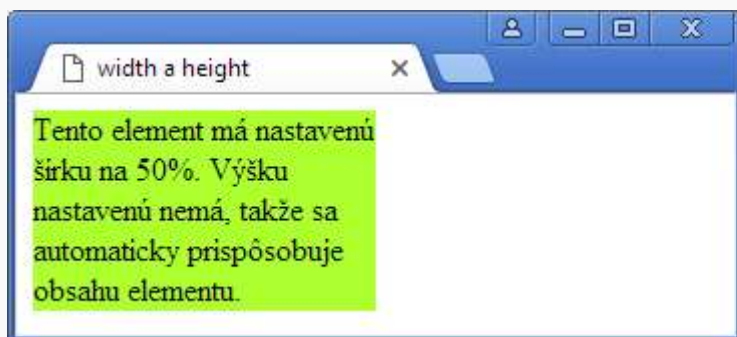 width a height
Tento element má nastavenú
šírku na 50%. Výšku
nastavenú nemá, takže sa
automaticky prispôsobuje
obsahu elementu.